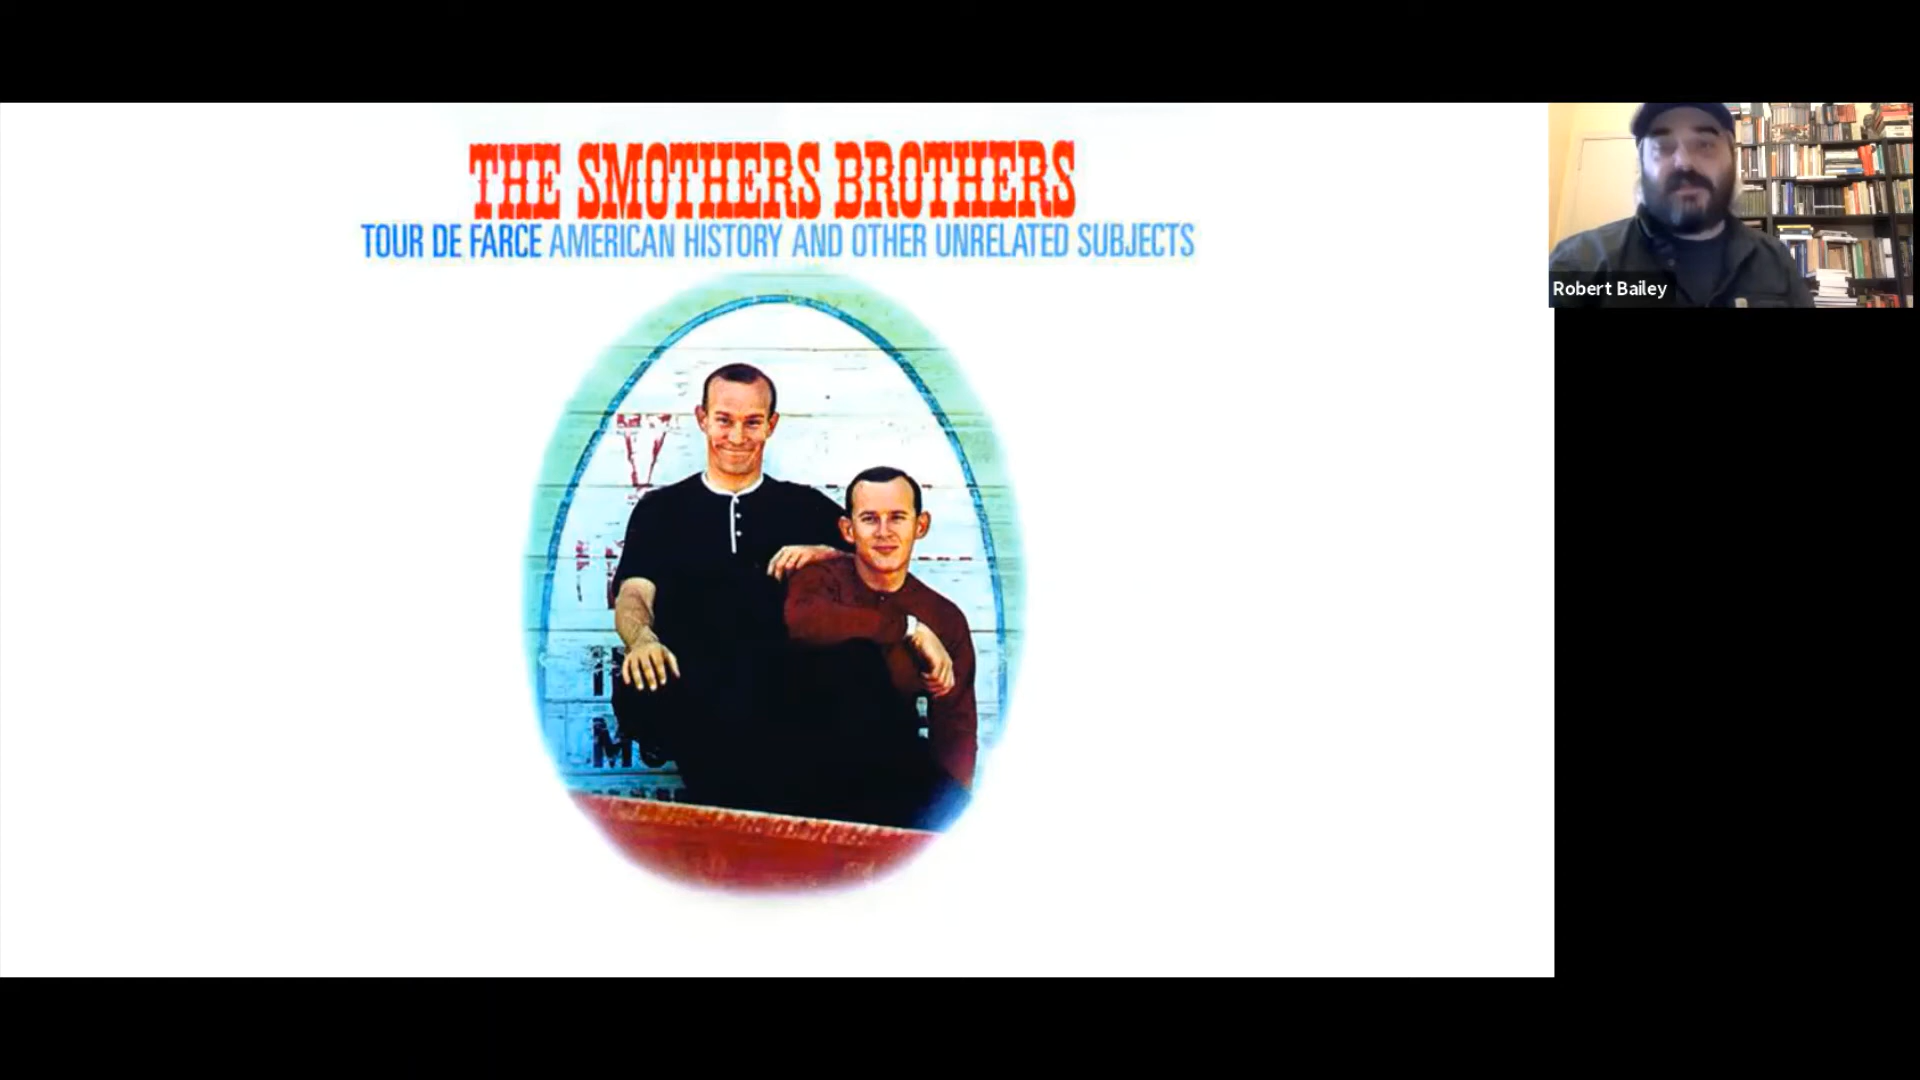 THE SMOTHERS BROTHERS
TOUR DE FARCE AMERICAN HISTORY AND OTHER UNRELATED SUBJECTS
Robert Bailey